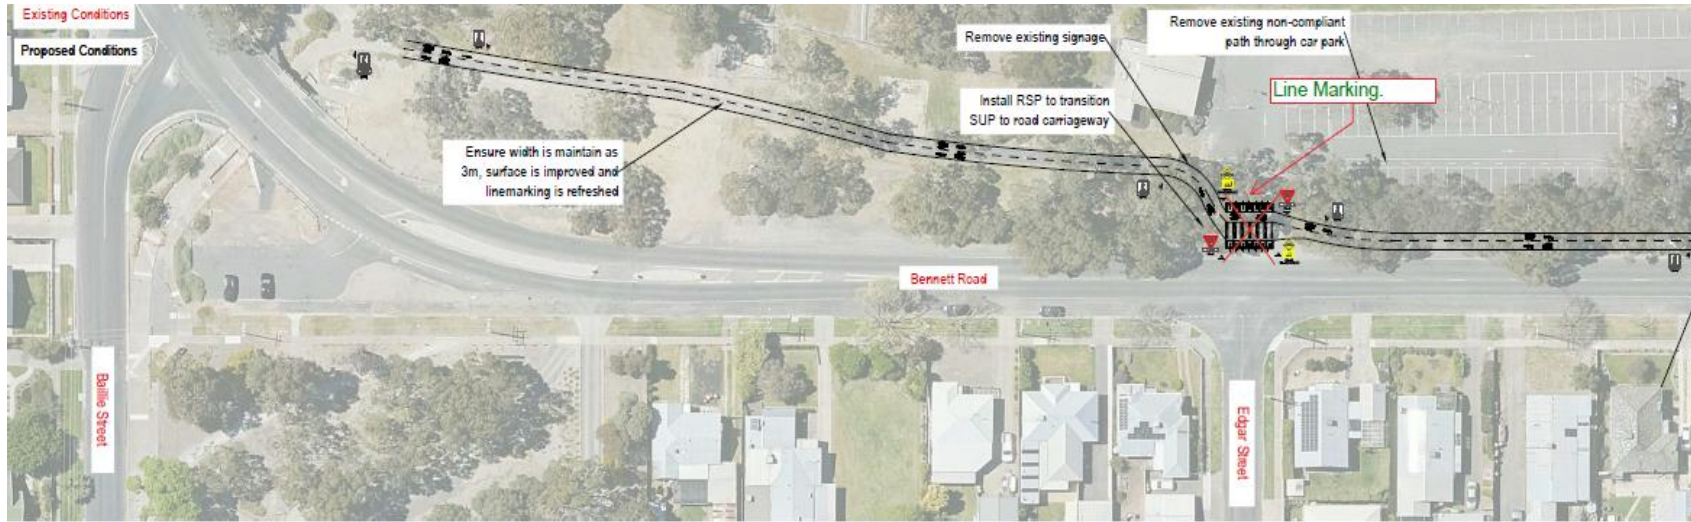 Existing Conditions
Proposed Conditions
Remove existing signage
Remove existing non-compliant
path through car park
Line Marking.
Install RSP to transition
SUP to road carriageway
Ensure width is maintain as
3m, surface is improved and
linemarking is refreshed
Bennett Road
Baillie Street
Edgar Street